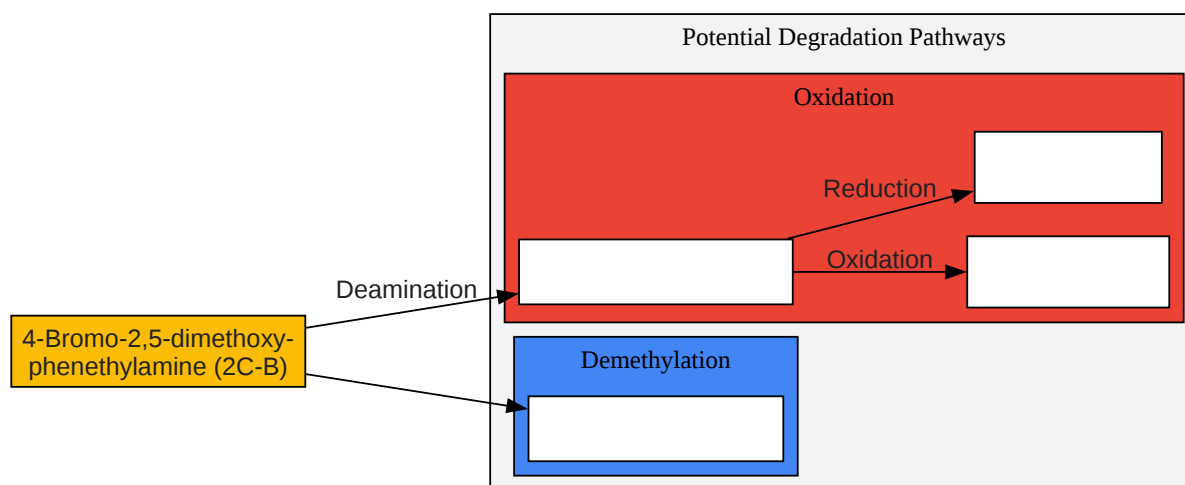 Potential Degradation Pathways
Oxidation
Reduction
Oxidation
Deamination
4-Bromo-2,5-dimethoxy-
phenethylamine (2C-B)
Demethylation